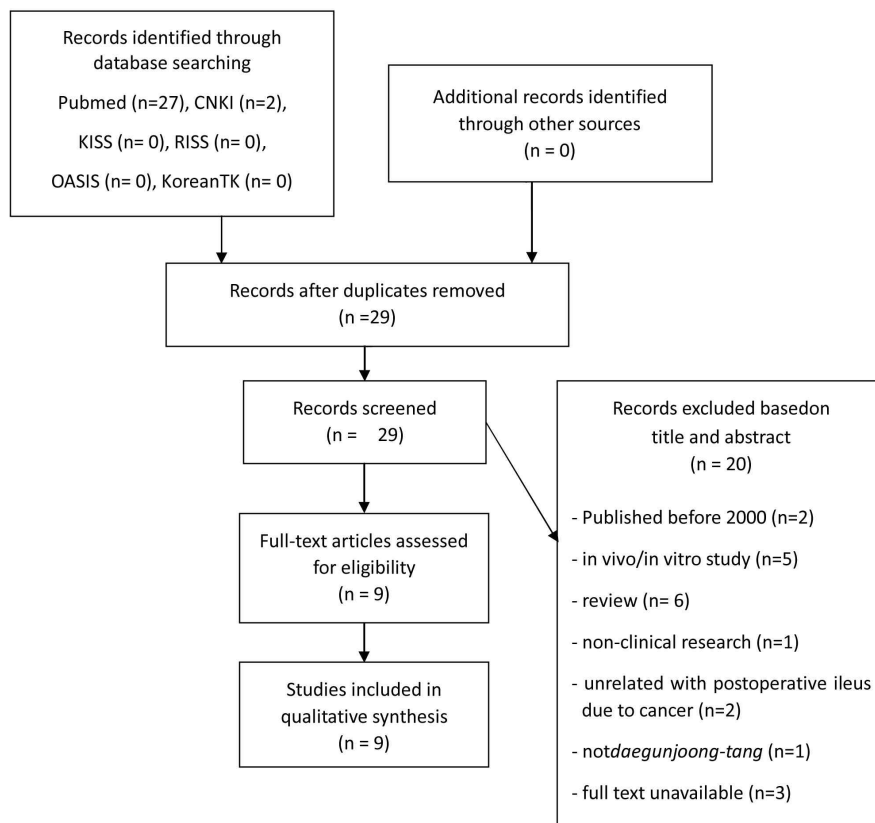 Records identified through
database searching
Pubmed (n=27), CNKI (n=2),
KISS (n= 0), RISS (n= 0),
OASIS (n= 0), KoreanTK (n= 0)
Additional records identified
through other sources
(n = 0)
Records after duplicates removed
(n =29)
Records screened
(n = 29)
Records excluded basedon
title and abstract
(n = 20)
- Published before 2000 (n=2)
- in vivo/in vitro study (n=5)
- review (n= 6)
- non-clinical research (n=1)
- unrelated with postoperative ileus
due to cancer (n=2)
- notdaegunjoong-tang (n=1)
- full text unavailable (n=3)
Full-text articles assessed
for eligibility
(n = 9)
Studies included in
qualitative synthesis
(n = 9)